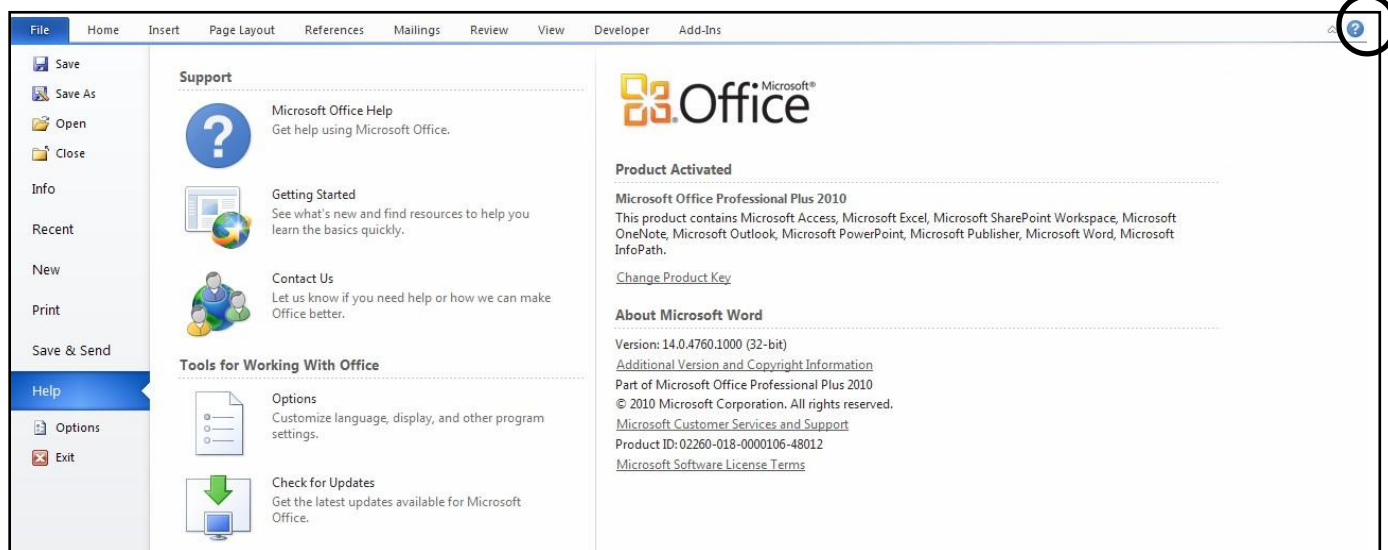 File Home Insert Page Layout References Mailings Review View Developer Add-Ins
Save
Save As
Open
Close
Info
Recent
New
Print
Save & Send
Help
Options
Exit
Support
Microsoft Office Help
Get help using Microsoft Office.
Getting Started
See what's new and find resources to help you
learn the basics quickly.
Contact Us
Let us know if you need help or how we can make
Office better.
Tools for Working With Office
Options
Customize language, display, and other program
settings.
Check for Updates
Get the latest updates available for Microsoft
Office.
Microsoft®
Office
Product Activated
Microsoft Office Professional Plus 2010
This product contains Microsoft Access, Microsoft Excel, Microsoft SharePoint Workspace, Microsoft
OneNote, Microsoft Outlook, Microsoft PowerPoint, Microsoft Publisher, Microsoft Word, Microsoft
InfoPath.
Change Product Key
About Microsoft Word
Version: 14.0.4760.1000 (32-bit)
Additional Version and Copyright Information
Part of Microsoft Office Professional Plus 2010
© 2010 Microsoft Corporation. All rights reserved.
Microsoft Customer Services and Support
Product ID: 02260-018-0000106-48012
Microsoft Software License Terms